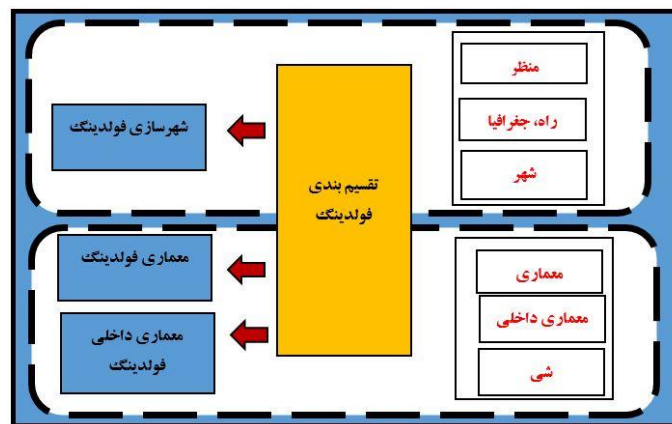 منظر
راه، جغرافیا
شهر
تقسیم بندی
فولدینگ
شهرسازی فولدینگ
معماری
معماری داخلی
شی
معماری فولدینگ
معماری داخلی
فولدینگ